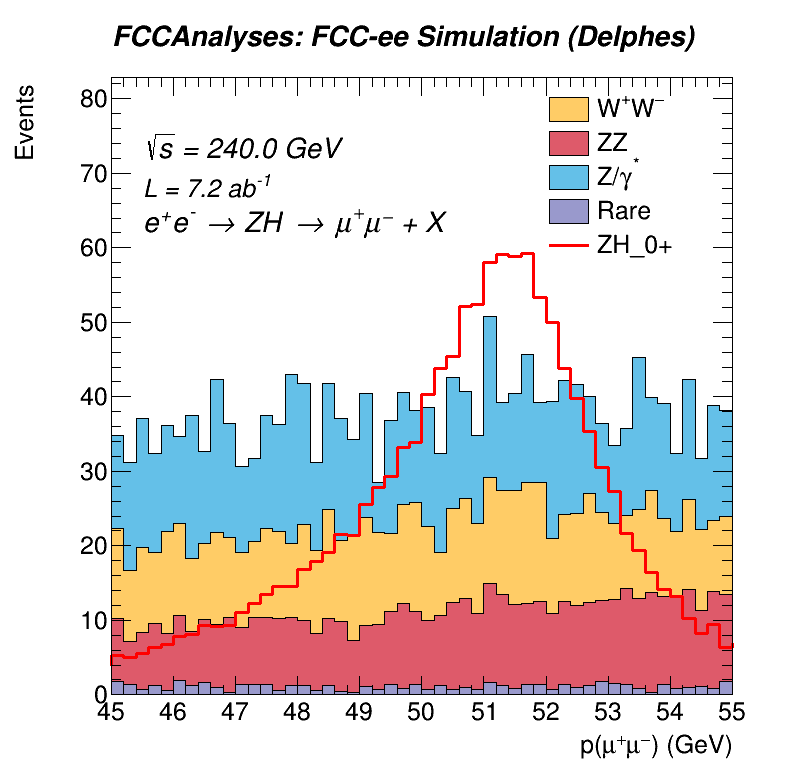 FCCAnalyses: FCC-ee Simulation (Delphes)
Events
√s = 240.0 GeV
L = 7.2 ab⁻¹
e⁺e⁻ → ZH → μ⁺μ⁻ + X
W⁺W⁻
ZZ
Z/γ*
Rare
ZH_0+
80
70
60
50
40
30
20
10
0
45 46 47 48 49 50 51 52 53 54 55
p(μ⁺μ⁻) (GeV)